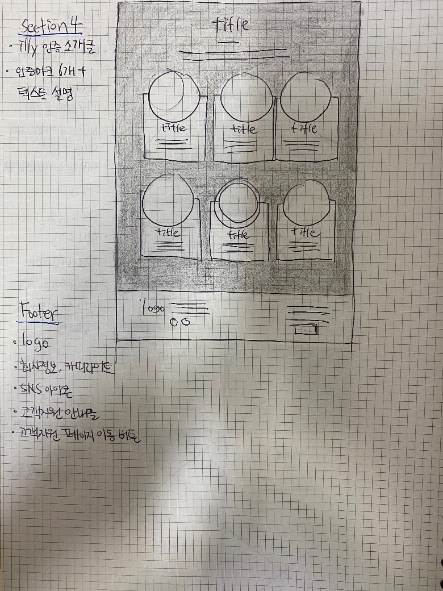 Section 4
· illy 인증 소개글
· 인증마크 6개 +
텍스트 설명
title
title
title
title
title
title
title
logo
Footer
· logo
· 회사정보, 카피라이트
· SNS 아이콘
· 고객지원 안내글
· 고객지원 페이지 이동 버튼